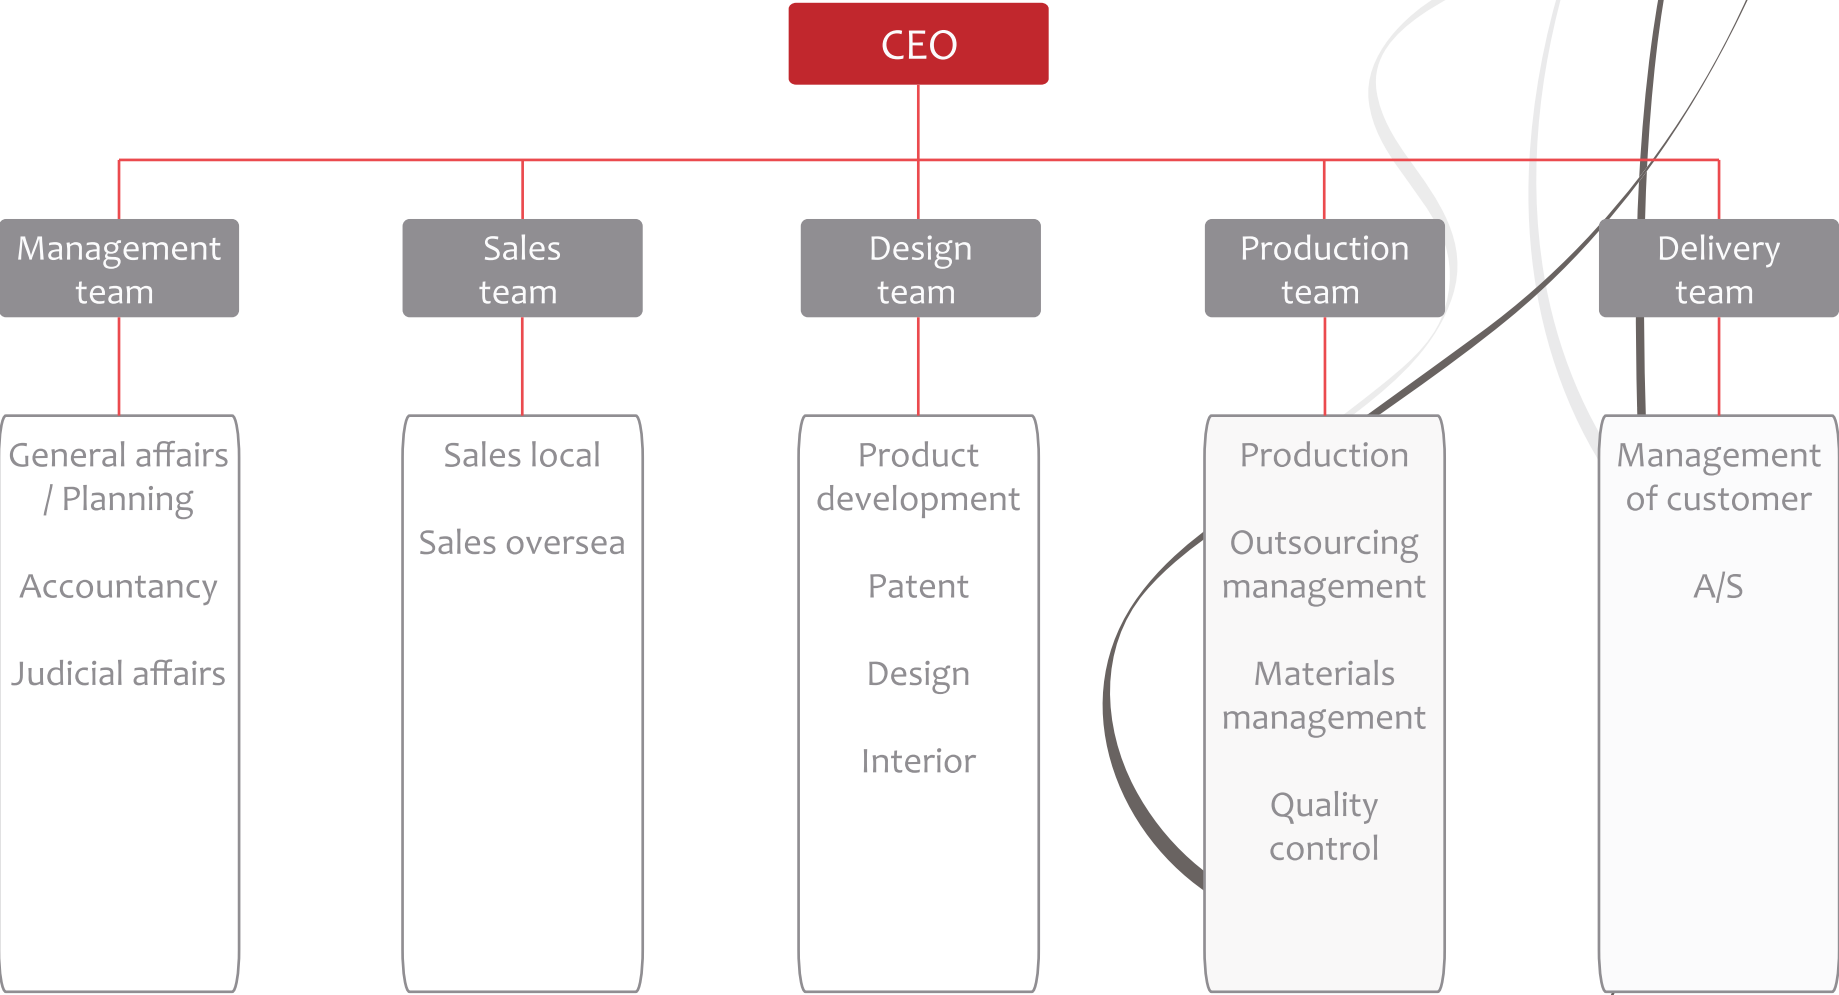 CEO
Management
team
Sales
team
Design
team
Production
team
Delivery
team
General affairs
/ Planning
Accountancy
Judicial affairs
Sales local
Sales oversea
Product
development
Patent
Design
Interior
Production
Outsourcing
management
Materials
management
Quality
control
Management
of customer
A/S